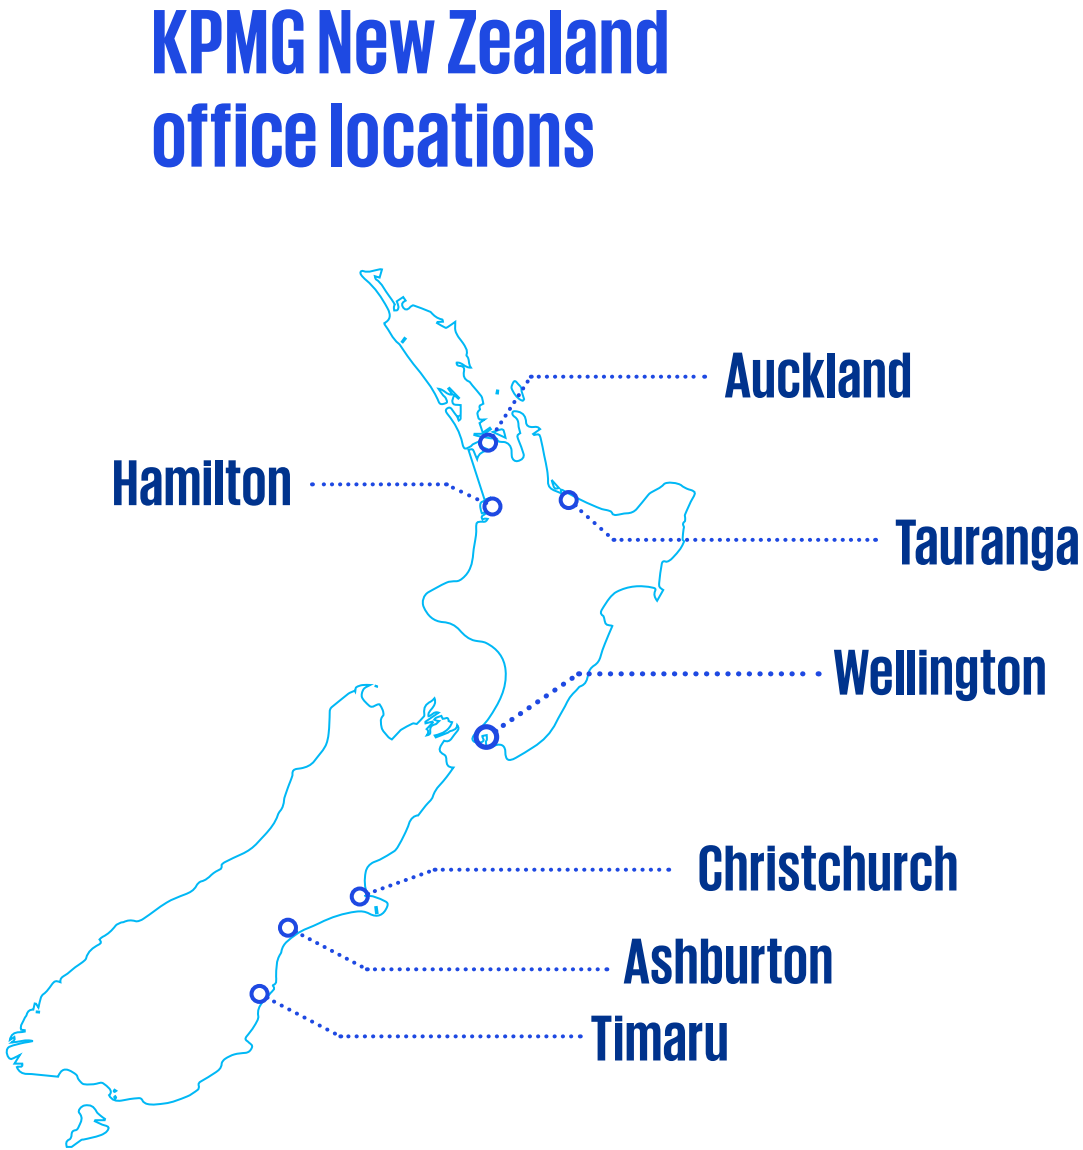 KPMG New Zealand
office locations
Auckland
Hamilton
Tauranga
Wellington
Christchurch
Ashburton
Timaru